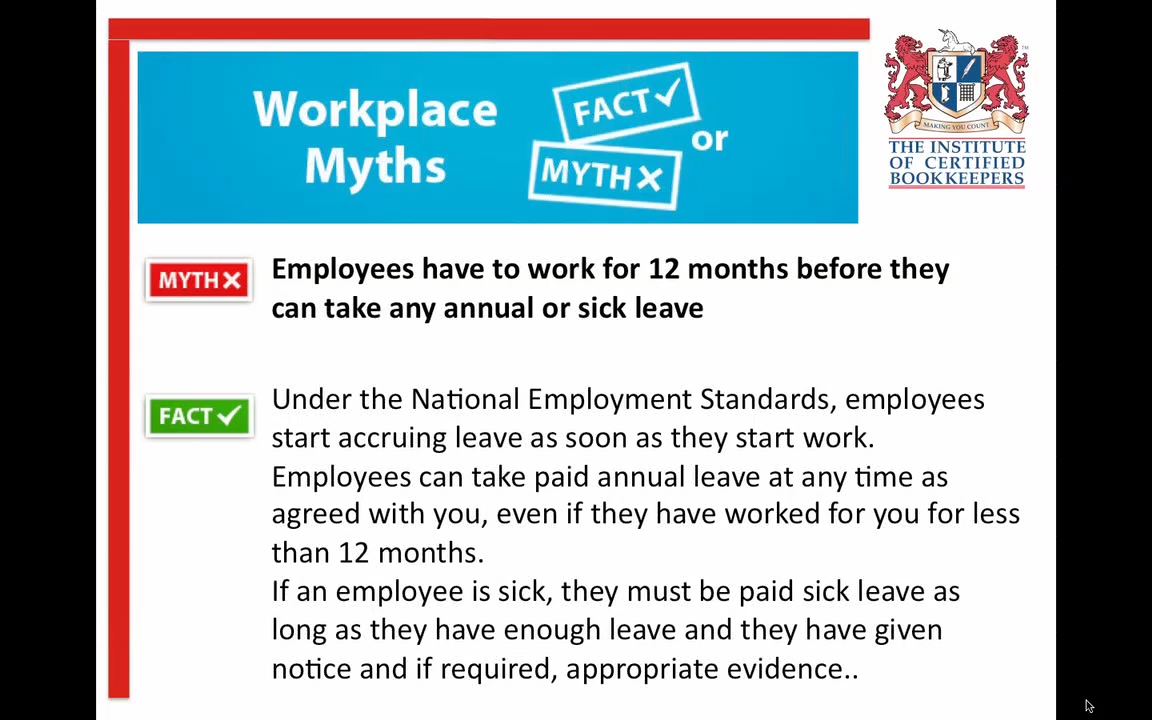 Workplace
Myths
FACT✓
or
MYTH✕
MAKING YOU COUNT
THE INSTITUTE
OF CERTIFIED
BOOKKEEPERS
TM
MYTH✕
Employees have to work for 12 months before they
can take any annual or sick leave
FACT✓
Under the National Employment Standards, employees
start accruing leave as soon as they start work.
Employees can take paid annual leave at any time as
agreed with you, even if they have worked for you for less
than 12 months.
If an employee is sick, they must be paid sick leave as
long as they have enough leave and they have given
notice and if required, appropriate evidence..